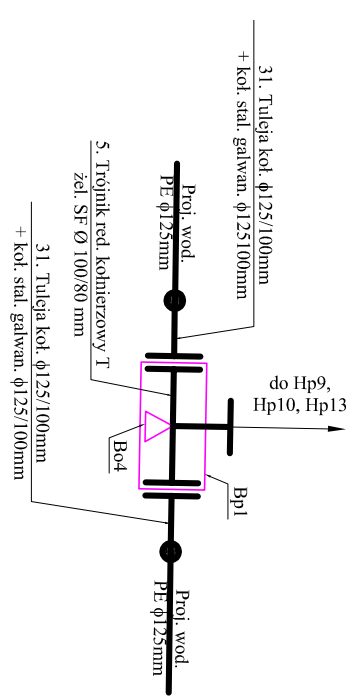 31. Tuleja koł. ϕ125/100mm
+ koł. stal. galwan. ϕ125100mm
Proj. wod.
PE ϕ125mm
5. Trójnik red. kołnierzowy T
żel. SF Ø 100/80 mm
do Hp9,
Hp10, Hp13
31. Tuleja koł. ϕ125/100mm
+ koł. stal. galwan. ϕ125/100mm
Bo4
Bp1
Proj. wod.
PE ϕ125mm